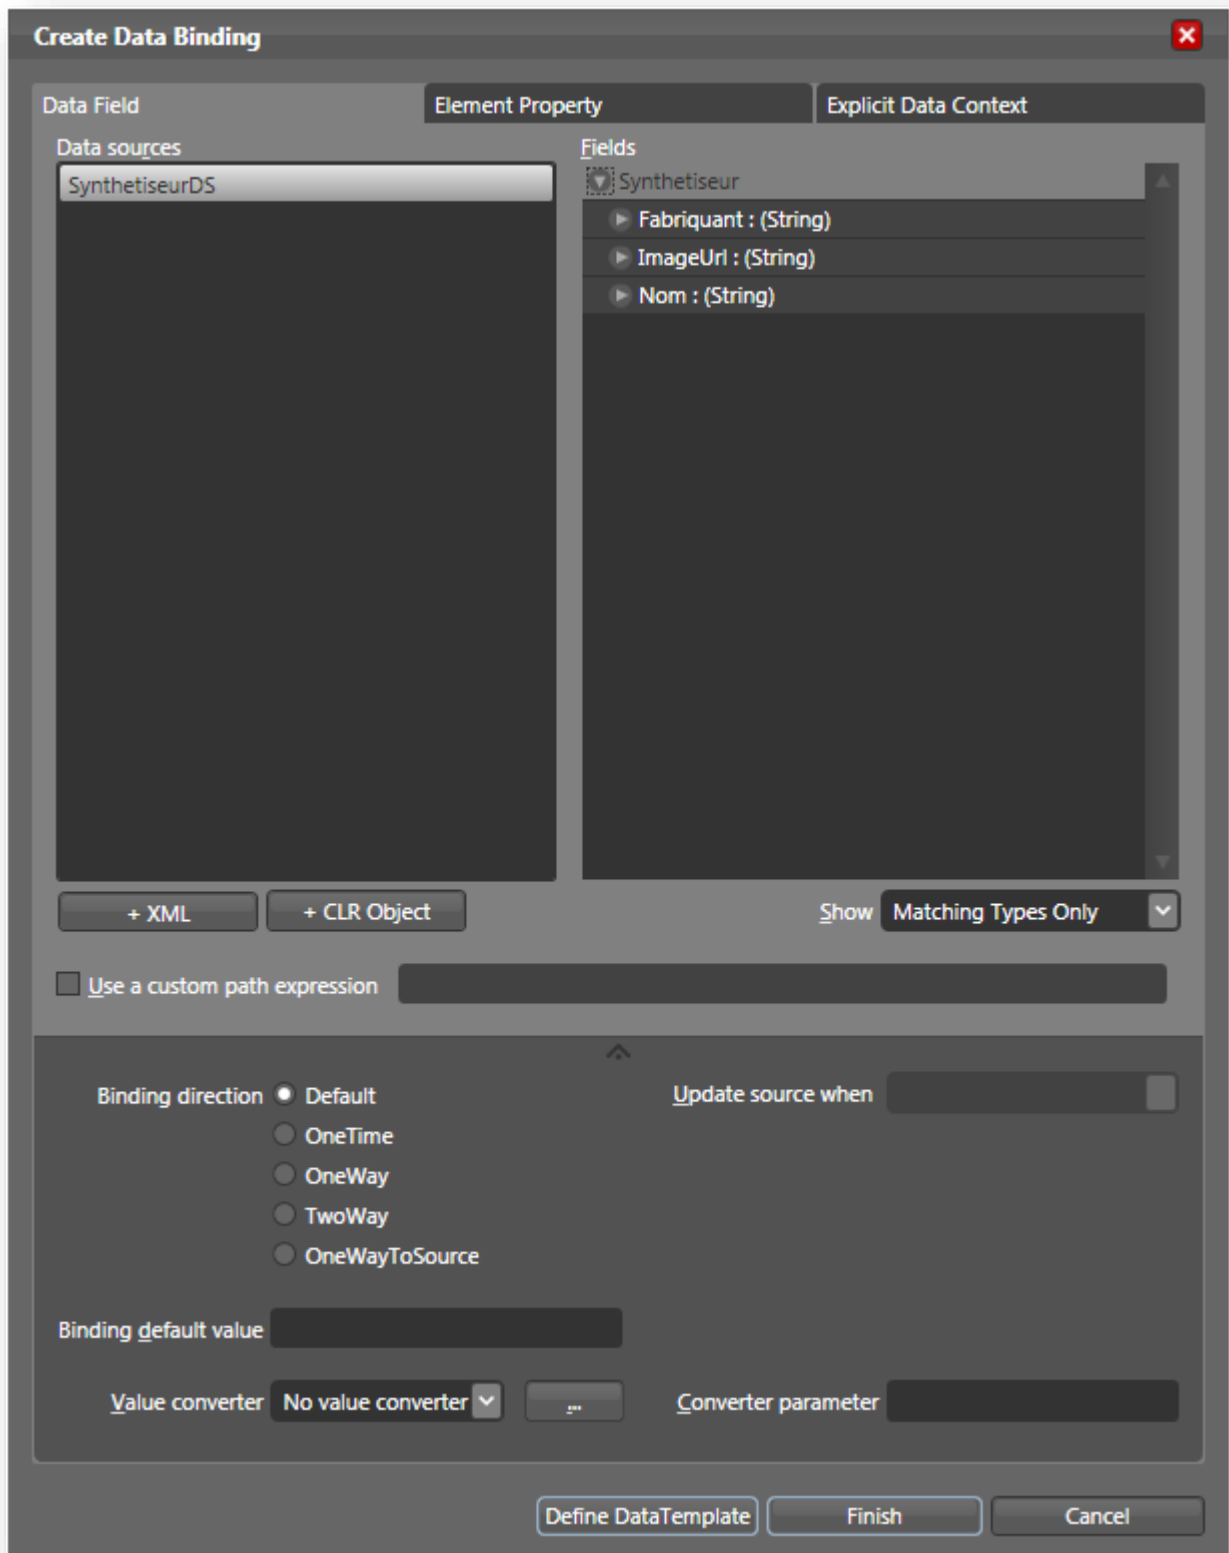 Create Data Binding
Data Field
Element Property
Explicit Data Context
Data sources
Fields
SynthetiseurDS
Synthetiseur
Fabriquant : (String)
ImageUrl : (String)
Nom : (String)
+ XML
+ CLR Object
Show
Matching Types Only
Use a custom path expression
Binding direction
Default
Update source when
OneTime
OneWay
TwoWay
OneWayToSource
Binding default value
Value converter
No value converter
...
Converter parameter
Define DataTemplate
Finish
Cancel